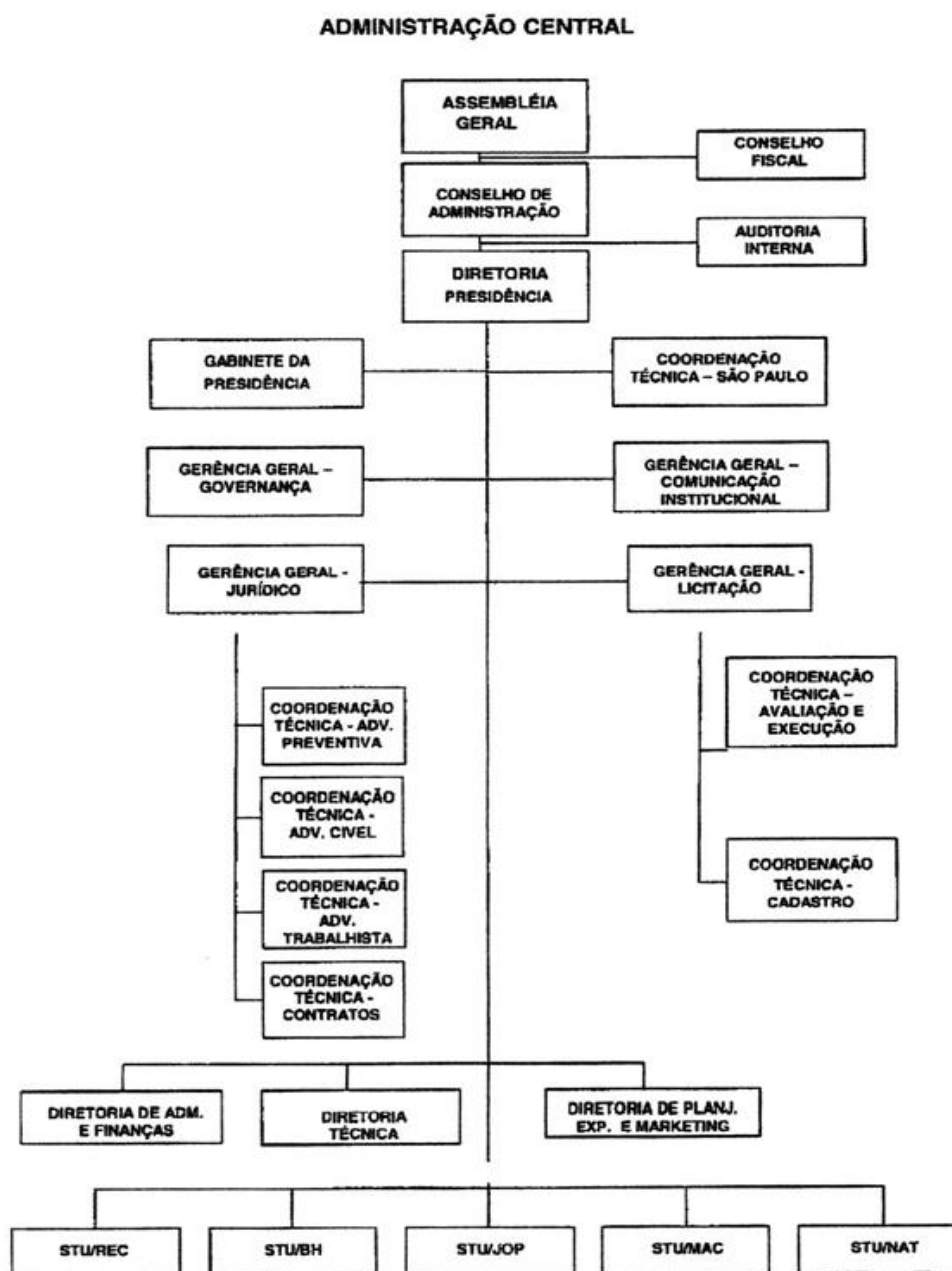 ADMINISTRAÇÃO CENTRAL
ASSEMBLÉIA
GERAL
CONSELHO
FISCAL
CONSELHO DE
ADMINISTRAÇÃO
AUDITORIA
INTERNA
DIRETORIA
PRESIDÊNCIA
GABINETE DA
PRESIDÊNCIA
COORDENAÇÃO
TÉCNICA – SÃO PAULO
GERÊNCIA GERAL –
GOVERNANÇA
GERÊNCIA GERAL –
COMUNICAÇÃO
INSTITUCIONAL
GERÊNCIA GERAL -
JURÍDICO
GERÊNCIA GERAL -
LICITAÇÃO
COORDENAÇÃO
TÉCNICA - ADV.
PREVENTIVA
COORDENAÇÃO
TÉCNICA -
ADV. CIVEL
COORDENAÇÃO
TÉCNICA -
ADV.
TRABALHISTA
COORDENAÇÃO
TÉCNICA -
CONTRATOS
COORDENAÇÃO
TÉCNICA –
AVALIAÇÃO E
EXECUÇÃO
COORDENAÇÃO
TÉCNICA -
CADASTRO
DIRETORIA DE ADM.
E FINANÇAS
DIRETORIA
TÉCNICA
DIRETORIA DE PLANJ.
EXP. E MARKETING
STU/REC
STU/BH
STU/JOP
STU/MAC
STU/NAT